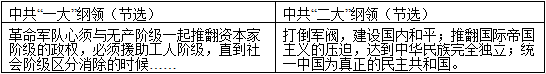 中共“一大”纲领（节选）
中共“二大”纲领（节选）
革命军队必须与无产阶级一起推翻资本家
阶级的政权，必须援助工人阶级，直到社
会阶级区分消除的时候……
打倒军阀，建设国内和平；推翻国际帝国
主义的压迫，达到中华民族完全独立；统
一中国为真正的民主共和国。